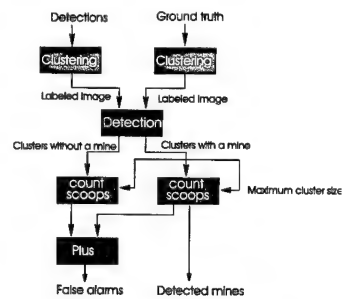 Detections
Ground truth
Clustering
Clustering
Labeled image
Labeled image
Detection
Clusters without a mine
Clusters with a mine
count
scoops
count
scoops
Maximum cluster size
Plus
False alarms
Detected mines